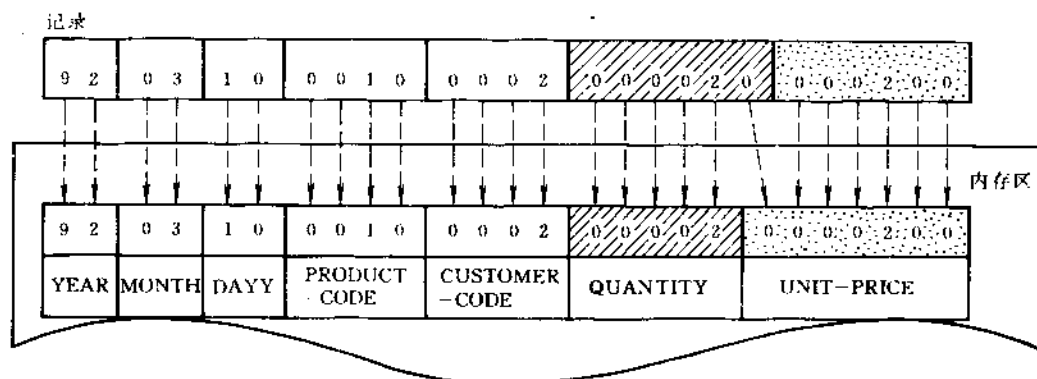 记录
9 2 0 3 1 0 0 0 1 0 0 0 0 2 0 0 0 0 2 0 0 0 0 2 0 0
内存区
9 2 0 3 1 0 0 0 1 0 0 0 0 2 0 0 0 0 2 0 0 0 0 2 0 0
YEAR MONTH DAYY PRODUCT CUSTOMER QUANTITY UNIT-PRICE
-CODE -CODE